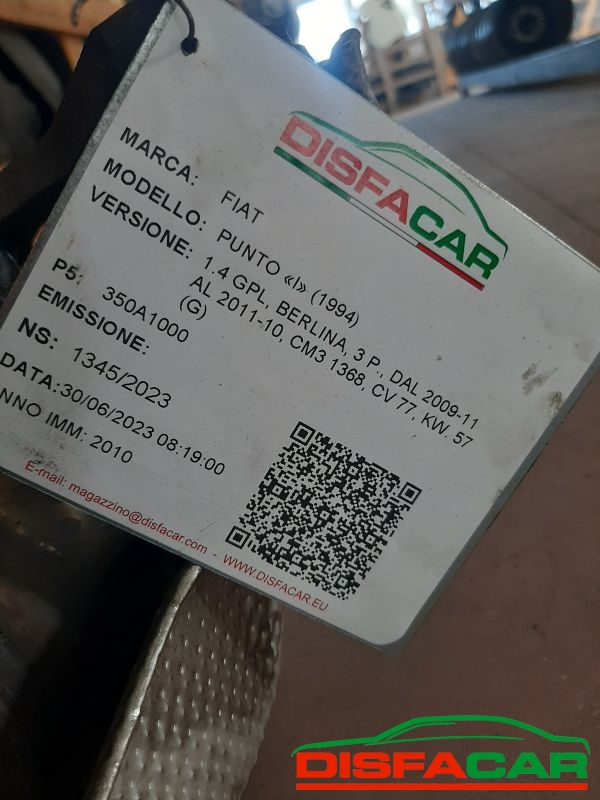 DISFACAR
MARCA: FIAT
MODELLO: PUNTO «I» (1994)
VERSIONE: 1.4 GPL, BERLINA, 3 P., DAL 2009-11
AL 2011-10, CM3 1368, CV 77, KW. 57
(G)
P5: 350A1000
EMISSIONE:
NS: 1345/2023
DATA:30/06/2023 08:19:00
NNO IMM: 2010
E-mail: magazzino@disfacar.com - WWW.DISFACAR.EU
DISFACAR